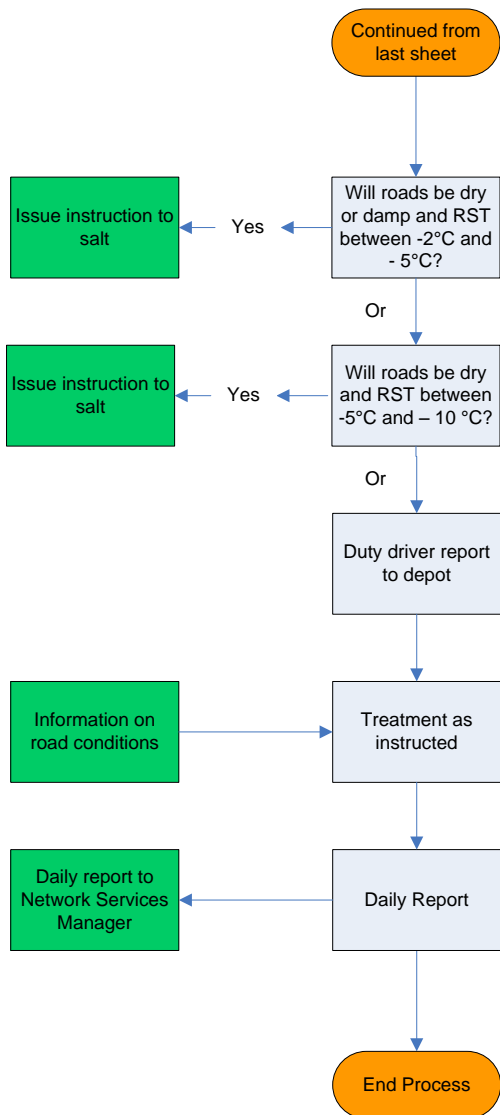 Continued from
last sheet
Will roads be dry
or damp and RST
between -2°C and
- 5°C?
Yes
Issue instruction to
salt
Or
Will roads be dry
and RST between
-5°C and – 10 °C?
Yes
Issue instruction to
salt
Or
Duty driver report
to depot
Information on
road conditions
Treatment as
instructed
Daily report to
Network Services
Manager
Daily Report
End Process